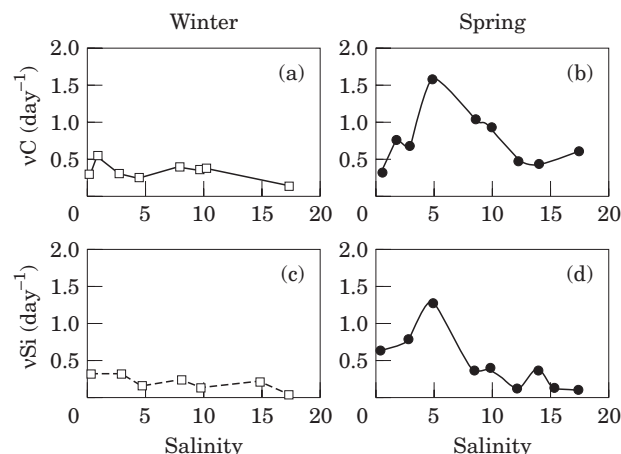 Winter Spring
2.0 (a) 2.0 (b)
1.5 1.5
νC (day⁻¹) 1.0 1.0
0.5 0.5
0 5 10 15 20 0 5 10 15 20
2.0 (c) 2.0 (d)
1.5 1.5
νSi (day⁻¹) 1.0 1.0
0.5 0.5
0 5 10 15 20 0 5 10 15 20
Salinity Salinity